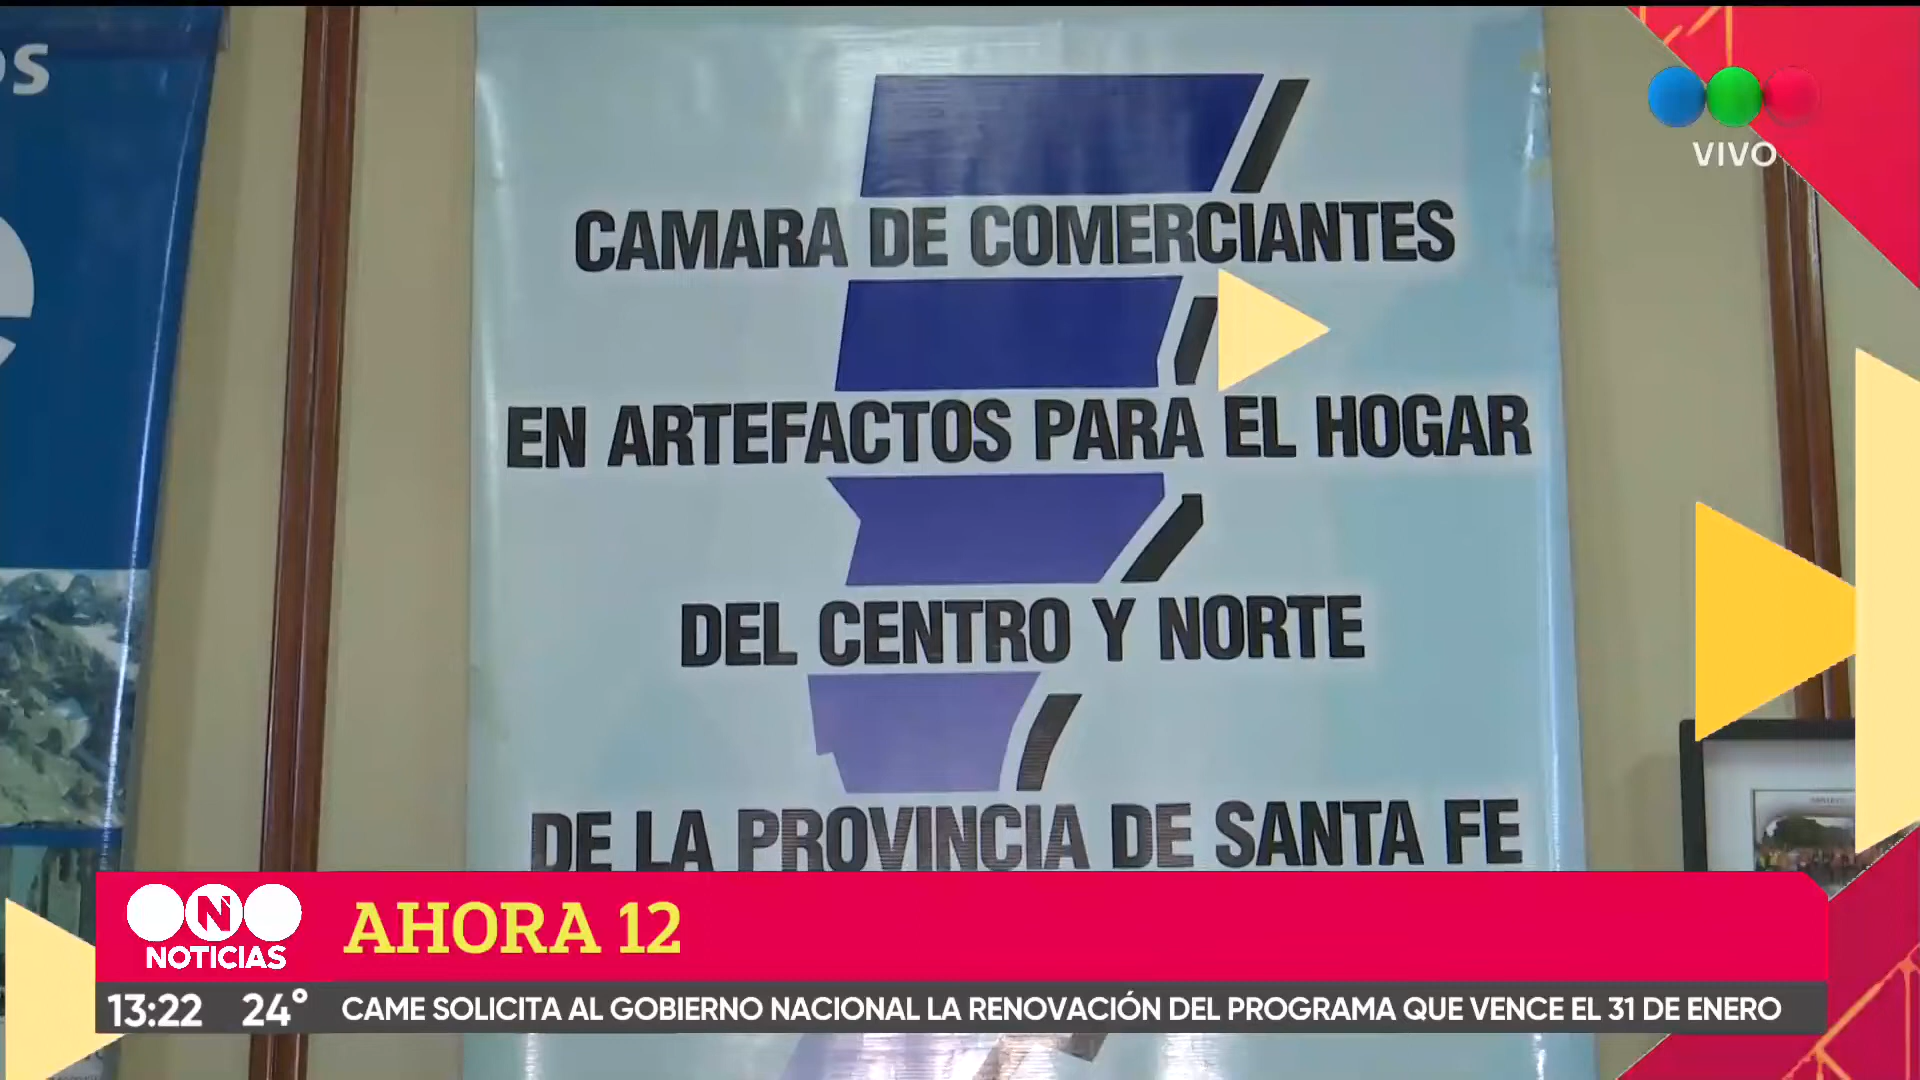 OS
VIVO
CAMARA DE COMERCIANTES
EN ARTEFACTOS PARA EL HOGAR
DEL CENTRO Y NORTE
DE LA PROVINCIA DE SANTA FE
N
NOTICIAS
AHORA 12
13:22 24° CAME SOLICITA AL GOBIERNO NACIONAL LA RENOVACIÓN DEL PROGRAMA QUE VENCE EL 31 DE ENERO